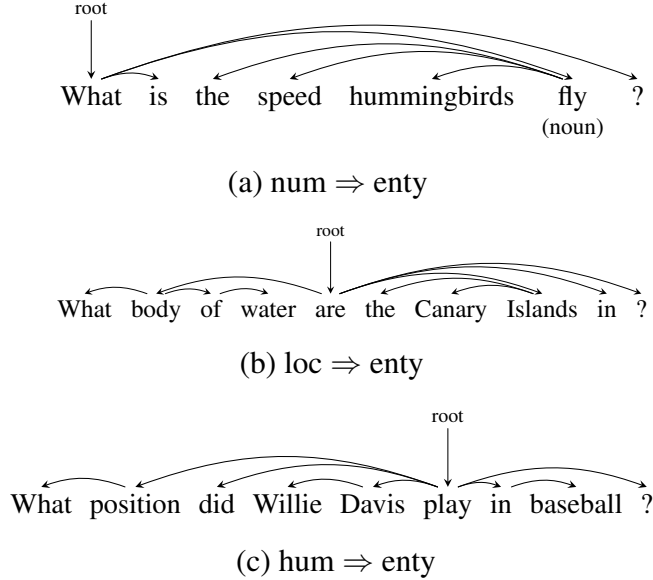 root
What is the speed hummingbirds fly ?
(noun)
(a) num ⇒ enty
root
What body of water are the Canary Islands in ?
(b) loc ⇒ enty
root
What position did Willie Davis play in baseball ?
(c) hum ⇒ enty